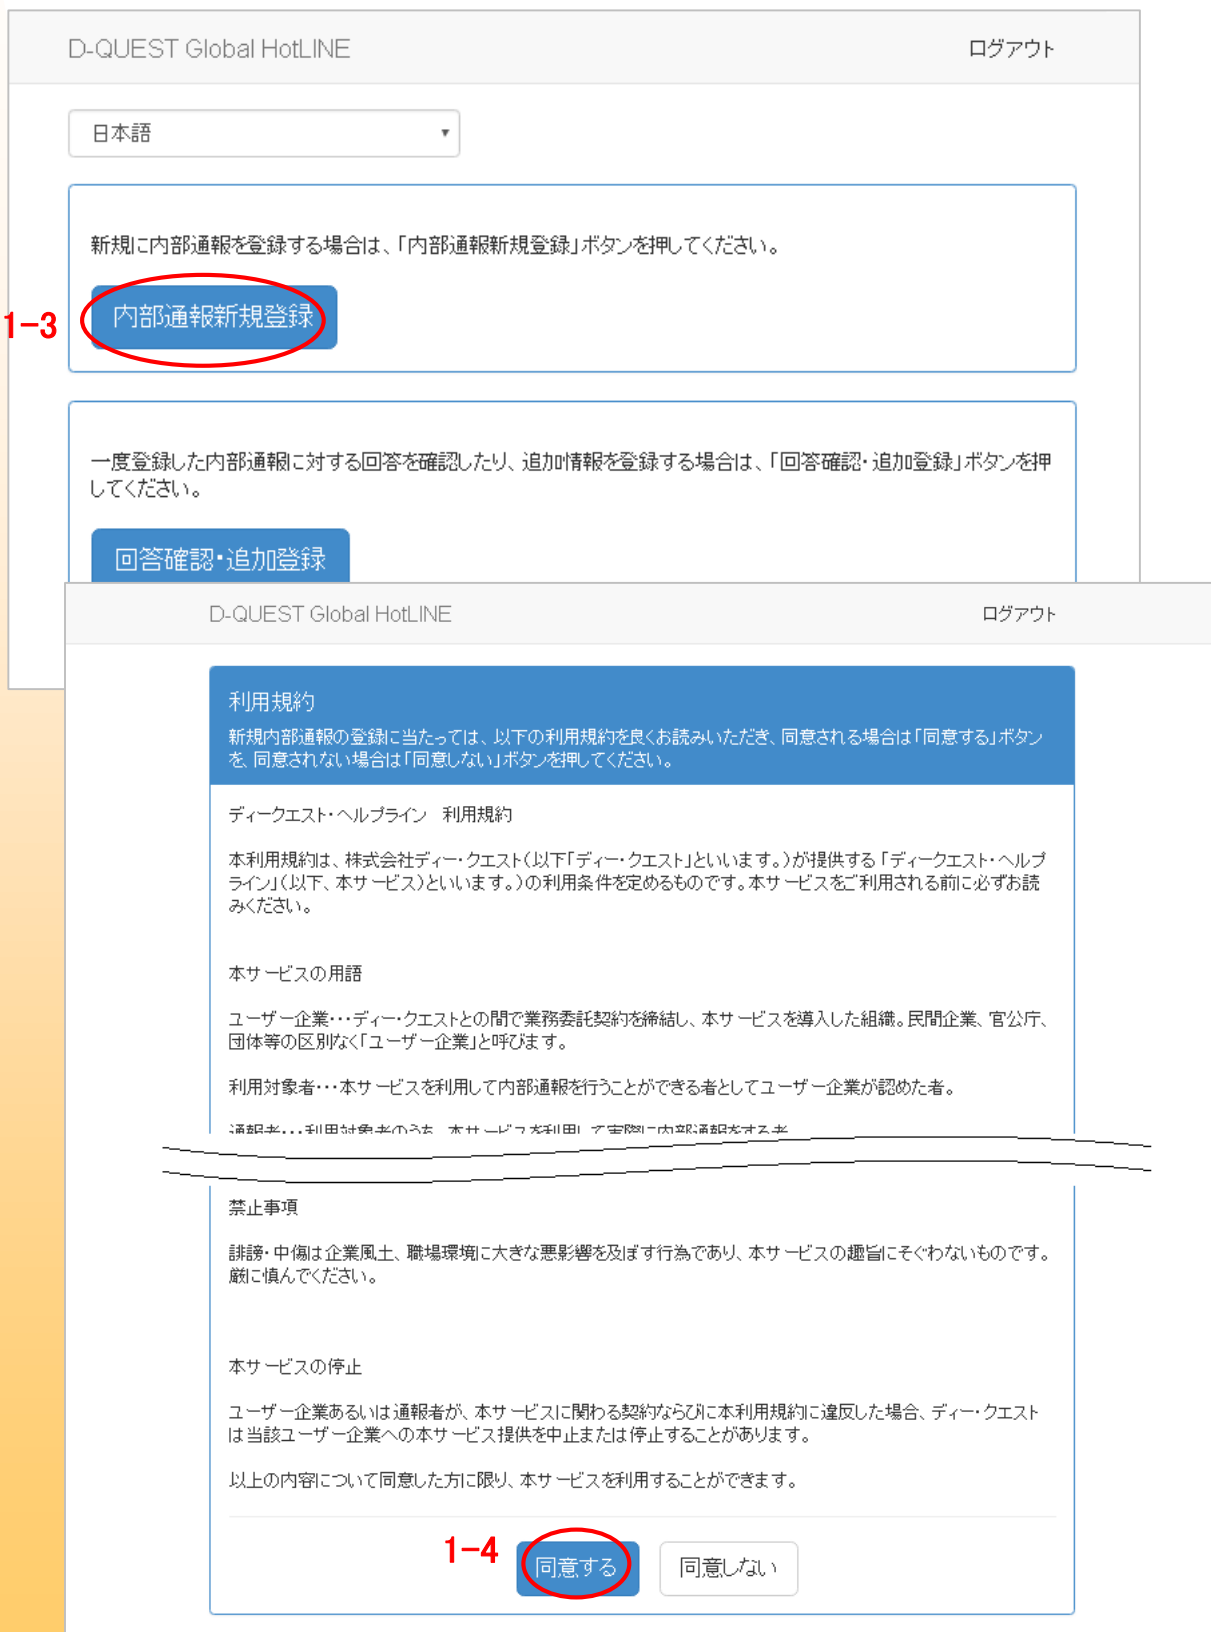 D-QUEST Global HotLINE ログアウト
日本語
新規に内部通報を登録する場合は、「内部通報新規登録」ボタンを押してください。
1-3 内部通報新規登録
一度登録した内部通報に対する回答を確認したり、追加情報を登録する場合は、「回答確認・追加登録」ボタンを押
してください。
回答確認・追加登録
D-QUEST Global HotLINE ログアウト
利用規約
新規内部通報の登録に当たっては、以下の利用規約を良くお読みいただき、同意される場合は「同意する」ボタン
を、同意されない場合は「同意しない」ボタンを押してください。
ディークエスト・ヘルプライン　利用規約
本利用規約は、株式会社ディー・クエスト(以下「ディー・クエスト」といいます。)が提供する「ディークエスト・ヘルプ
ライン」(以下、本サービス)といいます。)の利用条件を定めるものです。本サービスをご利用される前に必ずお読
みください。
本サービスの用語
ユーザー企業・・・ディー・クエストとの間で業務委託契約を締結し、本サービスを導入した組織。民間企業、官公庁、
団体等の区別なく「ユーザー企業」と呼びます。
利用対象者・・・本サービスを利用して内部通報を行うことができる者としてユーザー企業が認めた者。
通報者・・・利用対象者のうち、本サービスを利用して実際に内部通報をする者
禁止事項
誹謗・中傷は企業風土、職場環境に大きな悪影響を及ぼす行為であり、本サービスの趣旨にそぐわないものです。
厳に慎んでください。
本サービスの停止
ユーザー企業あるいは通報者が、本サービスに関わる契約ならびに本利用規約に違反した場合、ディー・クエスト
は当該ユーザー企業への本サービス提供を中止または停止することがあります。
以上の内容について同意した方に限り、本サービスを利用することができます。
1-4 同意する 同意しない